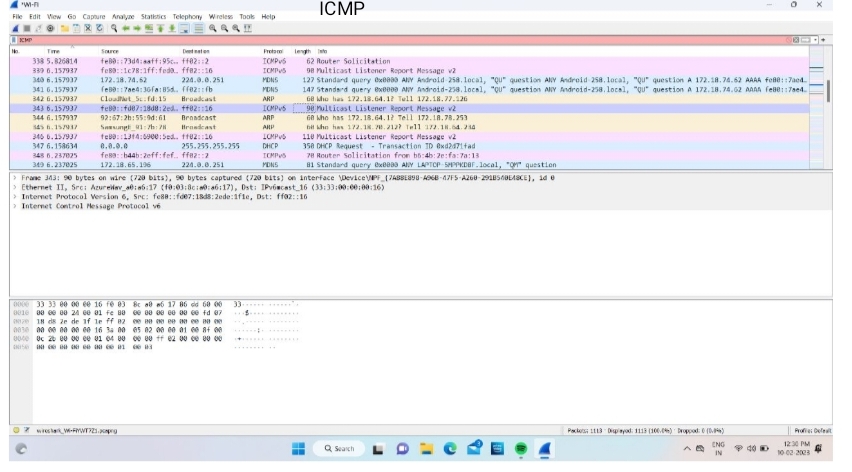 ICMP
*Wi-Fi
File Edit View Go Capture Analyze Statistics Telephony Wireless Tools Help
ICMP
No. Time Source Destination Protocol Length Info
338 5.826814 fe80::73d4:aaff:95c… ff02::2 ICMPv6 62 Router Solicitation
339 6.157937 fe80::1c78:1ff:fed0… ff02::16 ICMPv6 90 Multicast Listener Report Message v2
340 6.157937 172.18.74.62 224.0.0.251 MDNS 127 Standard query 0x0000 ANY Android-258.local, "QU" question ANY Android-258.local, "QU" question A 172.18.74.62 AAAA fe80::7ae4…
341 6.157937 ff02::fb MDNS 147 Standard query 0x0000 ANY Android-258.local, "QU" question ANY Android-258.local, "QU" question A 172.18.74.62 AAAA fe80::7ae4…
342 6.157937 CloudNet_5c:fd:15 Broadcast ARP 60 Who has 172.18.64.1? Tell 172.18.77.126
343 6.157937 fe80::fd07:18d8:2ed… ff02::16 ICMPv6 90 Multicast Listener Report Message v2
344 6.157937 92:67:2b:55:9d:61 Broadcast ARP 60 Who has 172.18.64.1? Tell 172.18.78.253
345 6.157937 SamsungE_91:7b:78 Broadcast ARP 60 Who has 172.18.70.212? Tell 172.18.64.234
346 6.157937 fe80::13f4:6900:5ed… ff02::16 ICMPv6 110 Multicast Listener Report Message v2
347 6.158634 0.0.0.0 255.255.255.255 DHCP 350 DHCP Request - Transaction ID 0xd2d71fad
348 6.237025 fe80::b44b:2eff:fef… ff02::2 ICMPv6 70 Router Solicitation from b6:4b:2e:fa:7a:13
349 6.237025 172.18.65.196 224.0.0.251 MDNS 81 Standard query 0x0000 ANY LAPTOP-SMPPKDBF.local, "QM" question
Frame 343: 90 bytes on wire (720 bits), 90 bytes captured (720 bits) on interface \Device\NPF_{7ABBE898-A96B-47F5-A260-291B540E48CE}, id 0
Ethernet II, Src: AzureWav_a0:a6:17 (f0:03:8c:a0:a6:17), Dst: IPv6mcast_16 (33:33:00:00:00:16)
Internet Protocol Version 6, Src: fe80::fd07:18d8:2ede:1f1e, Dst: ff02::16
Internet Control Message Protocol v6
0000 33 33 00 00 00 16 f0 03 8c a0 a6 17 86 dd 60 00 33······ ······`·
0010 00 00 00 24 00 01 fe 80 00 00 00 00 00 00 fd 07 ···$···· ········
0020 18 d8 2e de 1f 1e ff 02 00 00 00 00 00 00 00 00 ··.····· ········
0030 00 00 00 00 00 16 3a 00 05 02 00 00 01 00 8f 00 ······:· ········
0040 0c 2b 00 00 00 01 04 00 00 00 ff 02 00 00 00 00 ·+······ ········
0050 00 00 00 00 00 00 00 01 00 03 ········ ··
wireshark_Wi-FiYWT7Z1.pcapng
Packets: 1113 · Displayed: 1113 (100.0%) · Dropped: 0 (0.0%)
Profile: Default
Search
ENG
IN
12:30 PM
10-02-2023